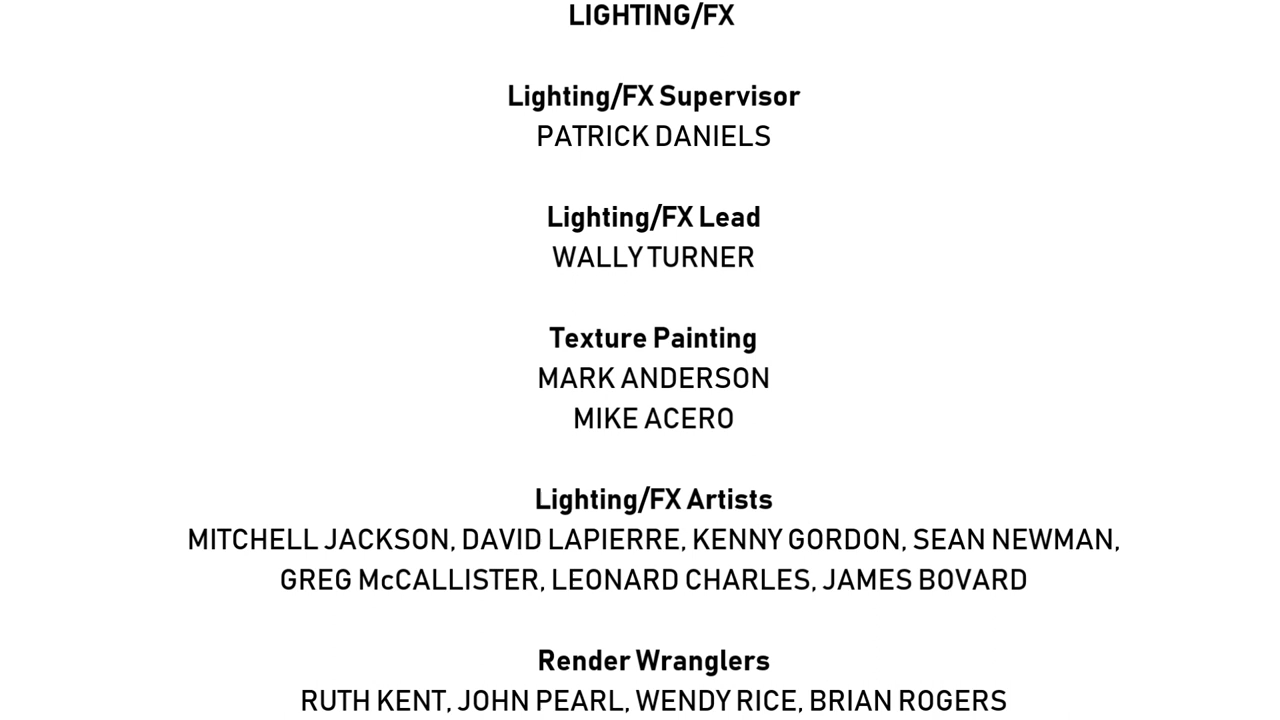 LIGHTING/FX
Lighting/FX Supervisor
PATRICK DANIELS
Lighting/FX Lead
WALLY TURNER
Texture Painting
MARK ANDERSON
MIKE ACERO
Lighting/FX Artists
MITCHELL JACKSON, DAVID LAPIERRE, KENNY GORDON, SEAN NEWMAN,
GREG McCALLISTER, LEONARD CHARLES, JAMES BOVARD
Render Wranglers
RUTH KENT, JOHN PEARL, WENDY RICE, BRIAN ROGERS